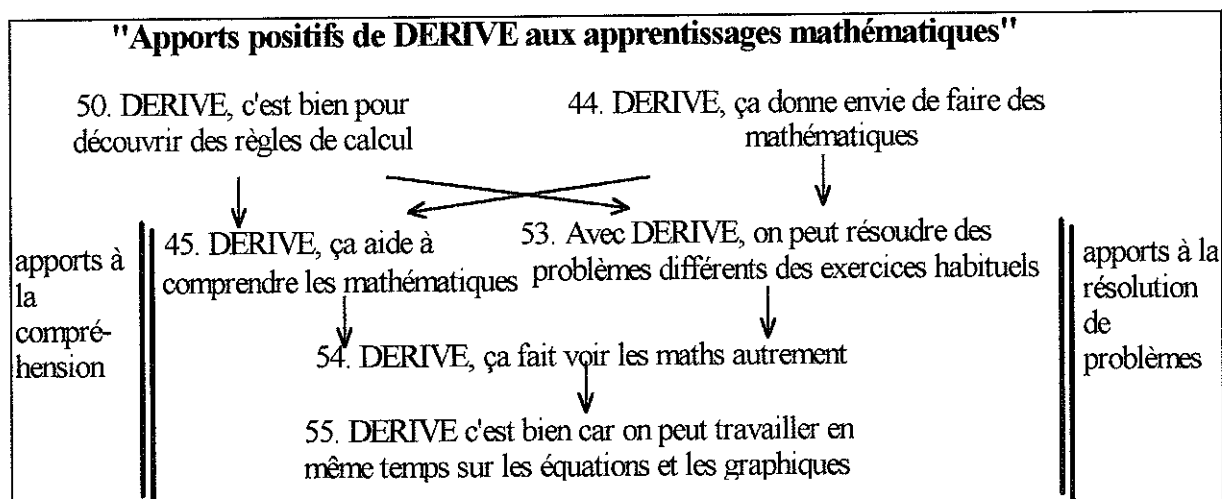 "Apports positifs de DERIVE aux apprentissages mathématiques"
50. DERIVE, c'est bien pour
découvrir des règles de calcul
44. DERIVE, ça donne envie de faire des
mathématiques
apports à
la
compré-
hension
45. DERIVE, ça aide à
comprendre les mathématiques
53. Avec DERIVE, on peut résoudre des
problèmes différents des exercices habituels
apports à la
résolution
de
problèmes
54. DERIVE, ça fait voir les maths autrement
55. DERIVE c'est bien car on peut travailler en
même temps sur les équations et les graphiques